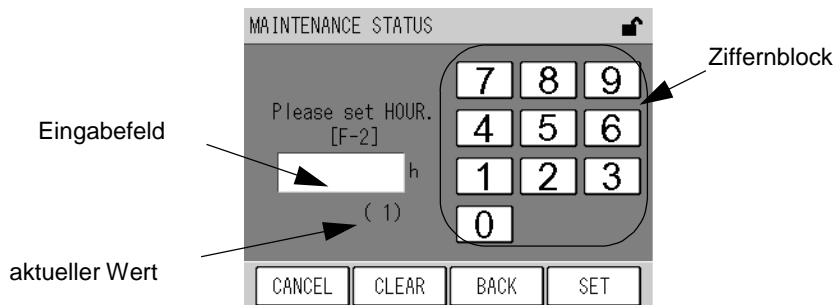 MAINTENANCE STATUS
Ziffernblock
7 8 9
Please set HOUR.
4 5 6
Eingabefeld
[F-2]
h
1 2 3
( 1)
0
aktueller Wert
CANCEL CLEAR BACK SET